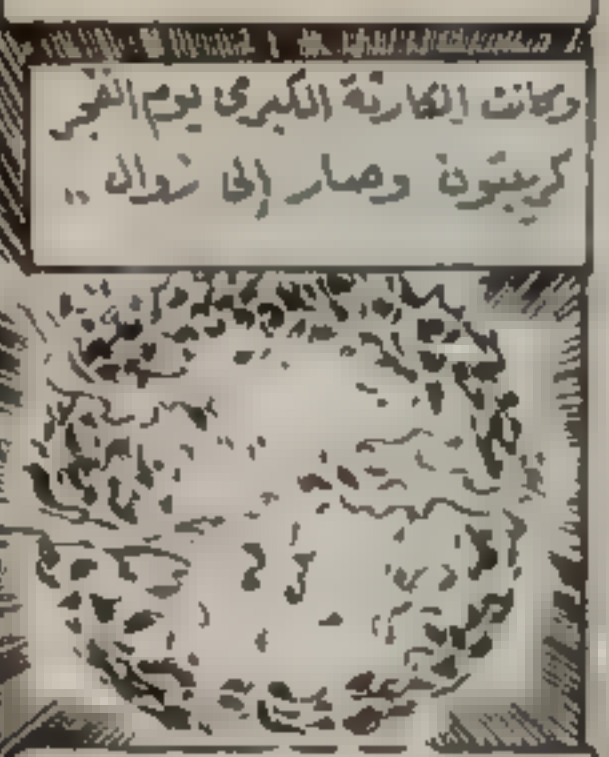 وكانت الكارثة الكبرى يوم انفجر
كريبتون وصار إلى زوال ..